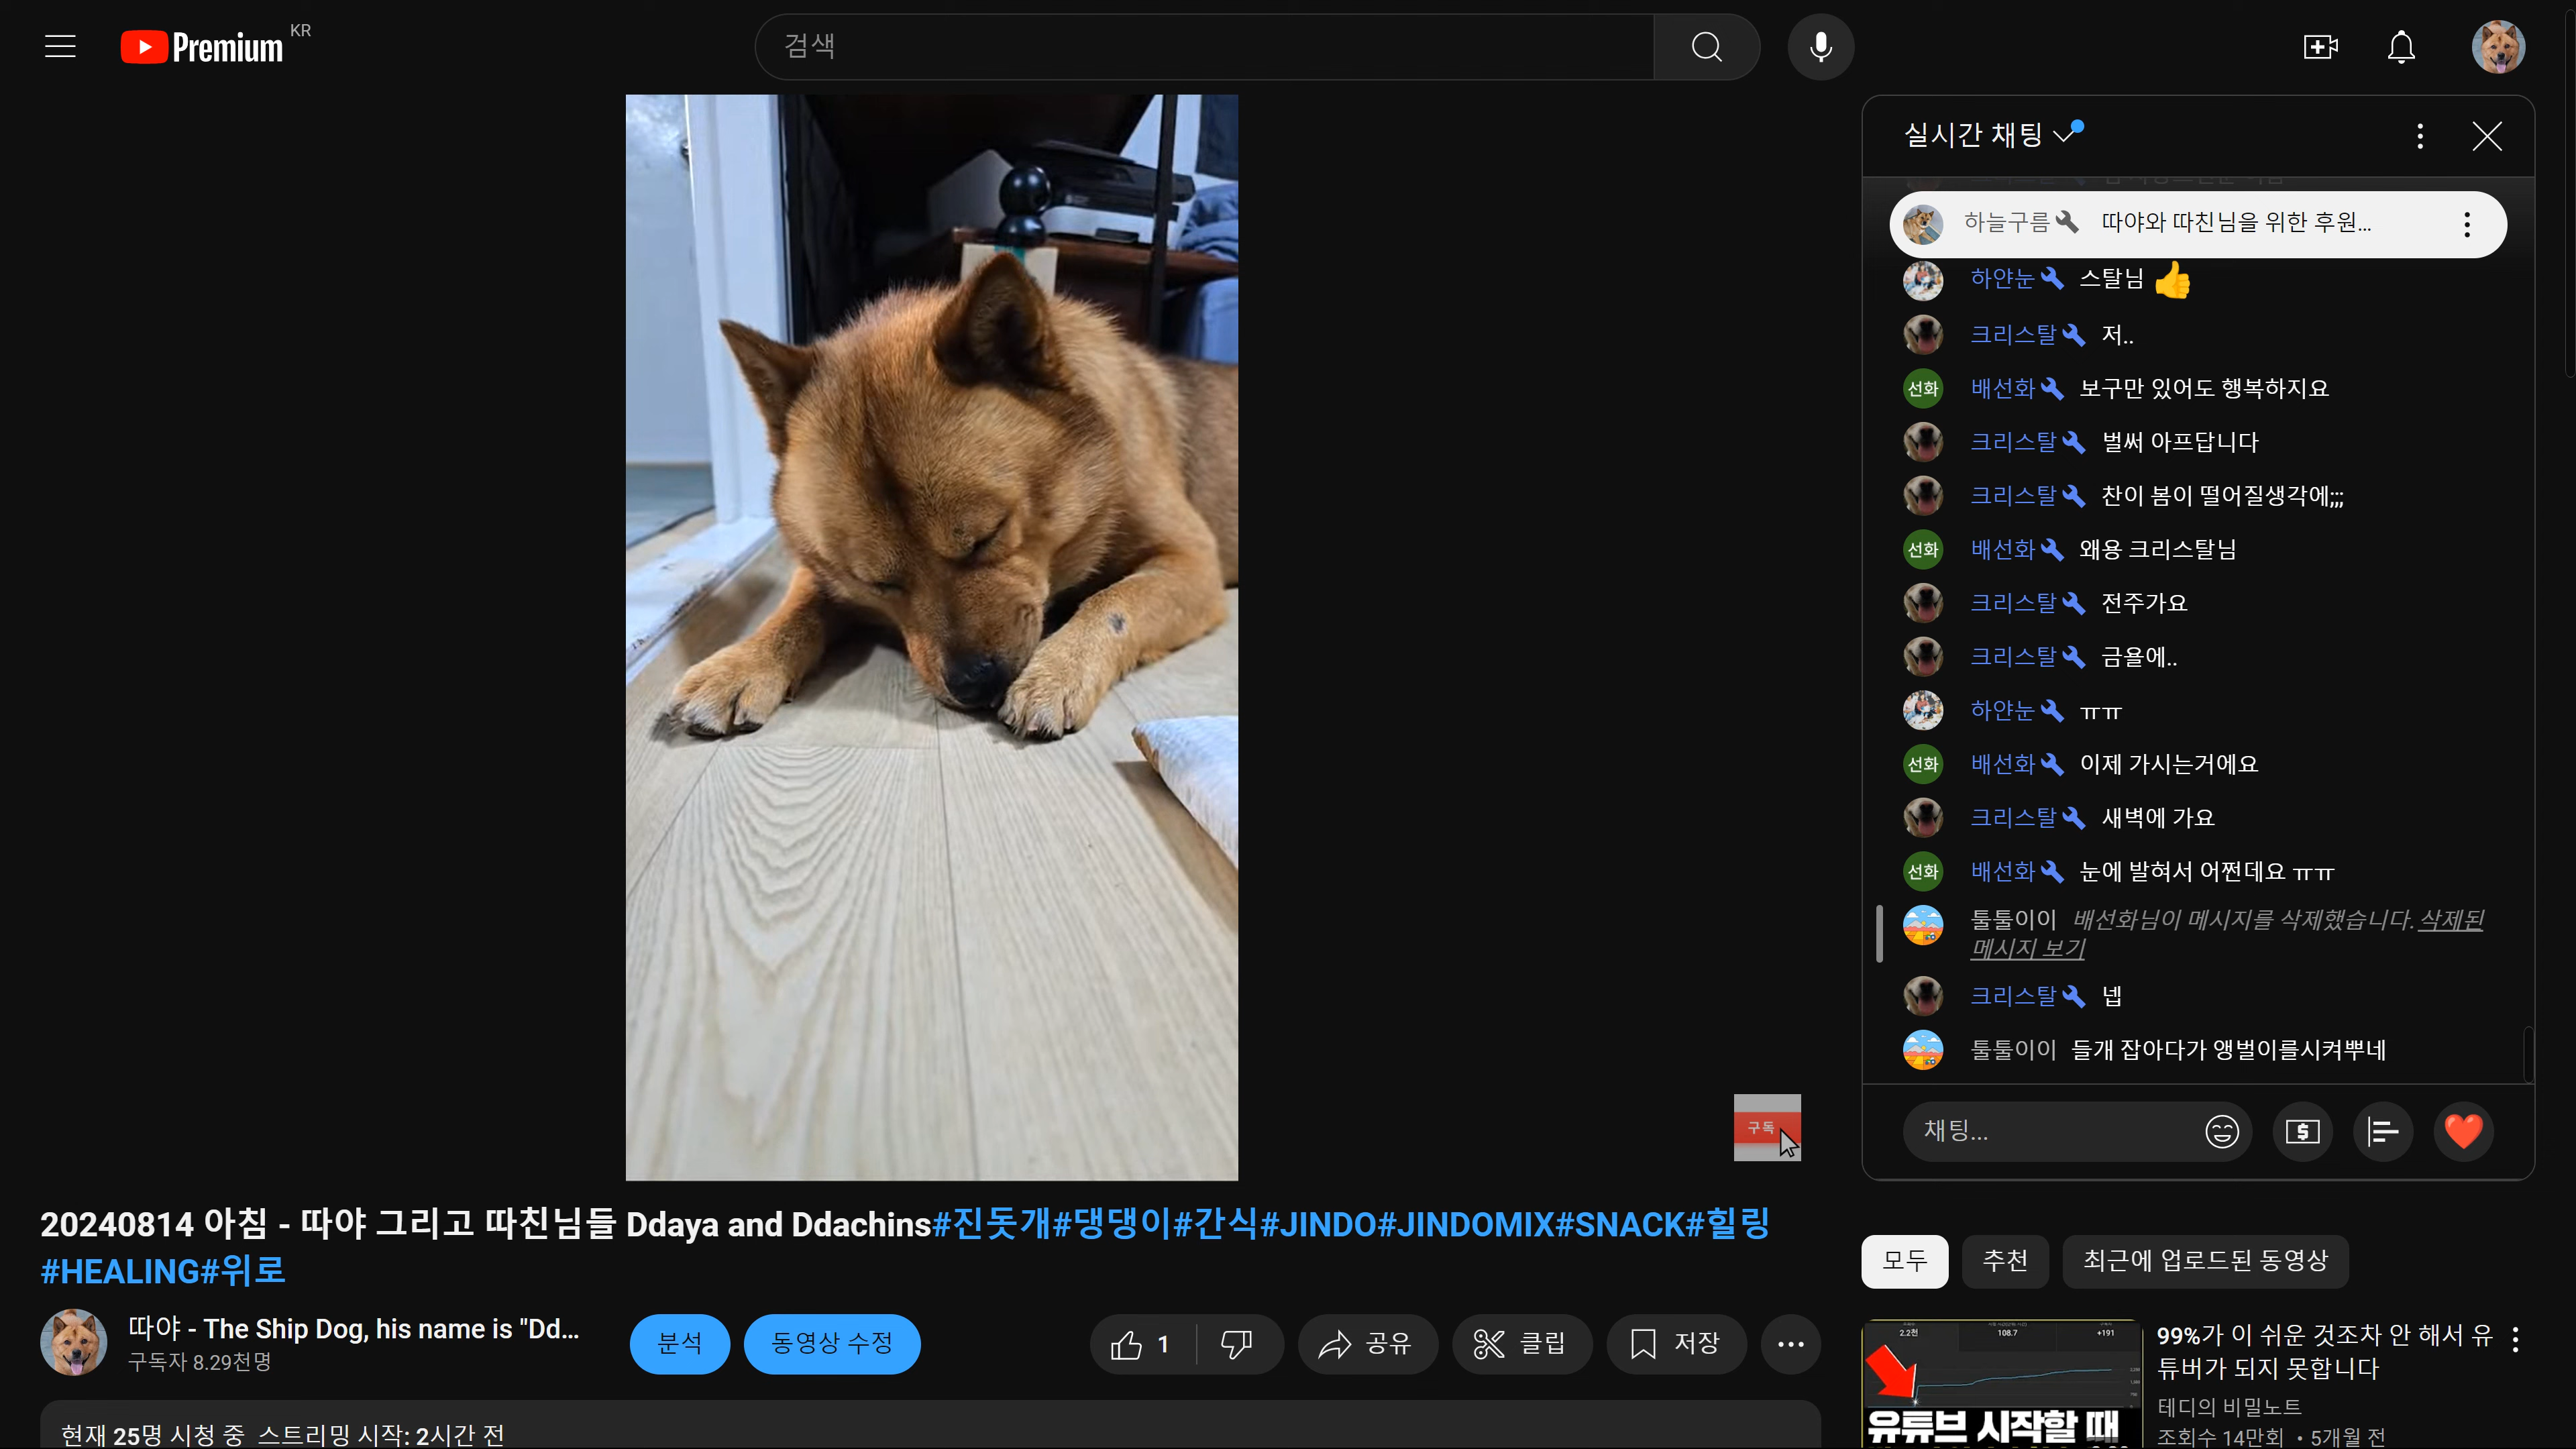 Premium KR
검색
실시간 채팅
하늘구름 따야와 따친님을 위한 후원...
하얀눈 스탈님 👍
크리스탈 저..
선화 배선화 보구만 있어도 행복하지요
크리스탈 벌써 아프답니다
크리스탈 찬이 봄이 떨어질생각에;;;
선화 배선화 왜용 크리스탈님
크리스탈 전주가요
크리스탈 금욜에..
하얀눈 ㅠㅠ
선화 배선화 이제 가시는거에요
크리스탈 새벽에 가요
선화 배선화 눈에 발혀서 어쩐데요 ㅠㅠ
툴툴이이 배선화님이 메시지를 삭제했습니다. 삭제된
메시지 보기
크리스탈 넵
툴툴이이 들개 잡아다가 앵벌이를시켜뿌네
채팅...
구독
20240814 아침 - 따야 그리고 따친님들 Ddaya and Ddachins#진돗개#댕댕이#간식#JINDO#JINDOMIX#SNACK#힐링
#HEALING#위로
따야 - The Ship Dog, his name is "Dd...
구독자 8.29천명
분석
동영상 수정
1
공유
클립
저장
현재 25명 시청 중 스트리밍 시작: 2시간 전
모두
추천
최근에 업로드된 동영상
2.2천
108.7
+191
유튜브 시작할 때
99%가 이 쉬운 것조차 안 해서 유
튜버가 되지 못합니다
테디의 비밀노트
조회수 14만회 • 5개월 전